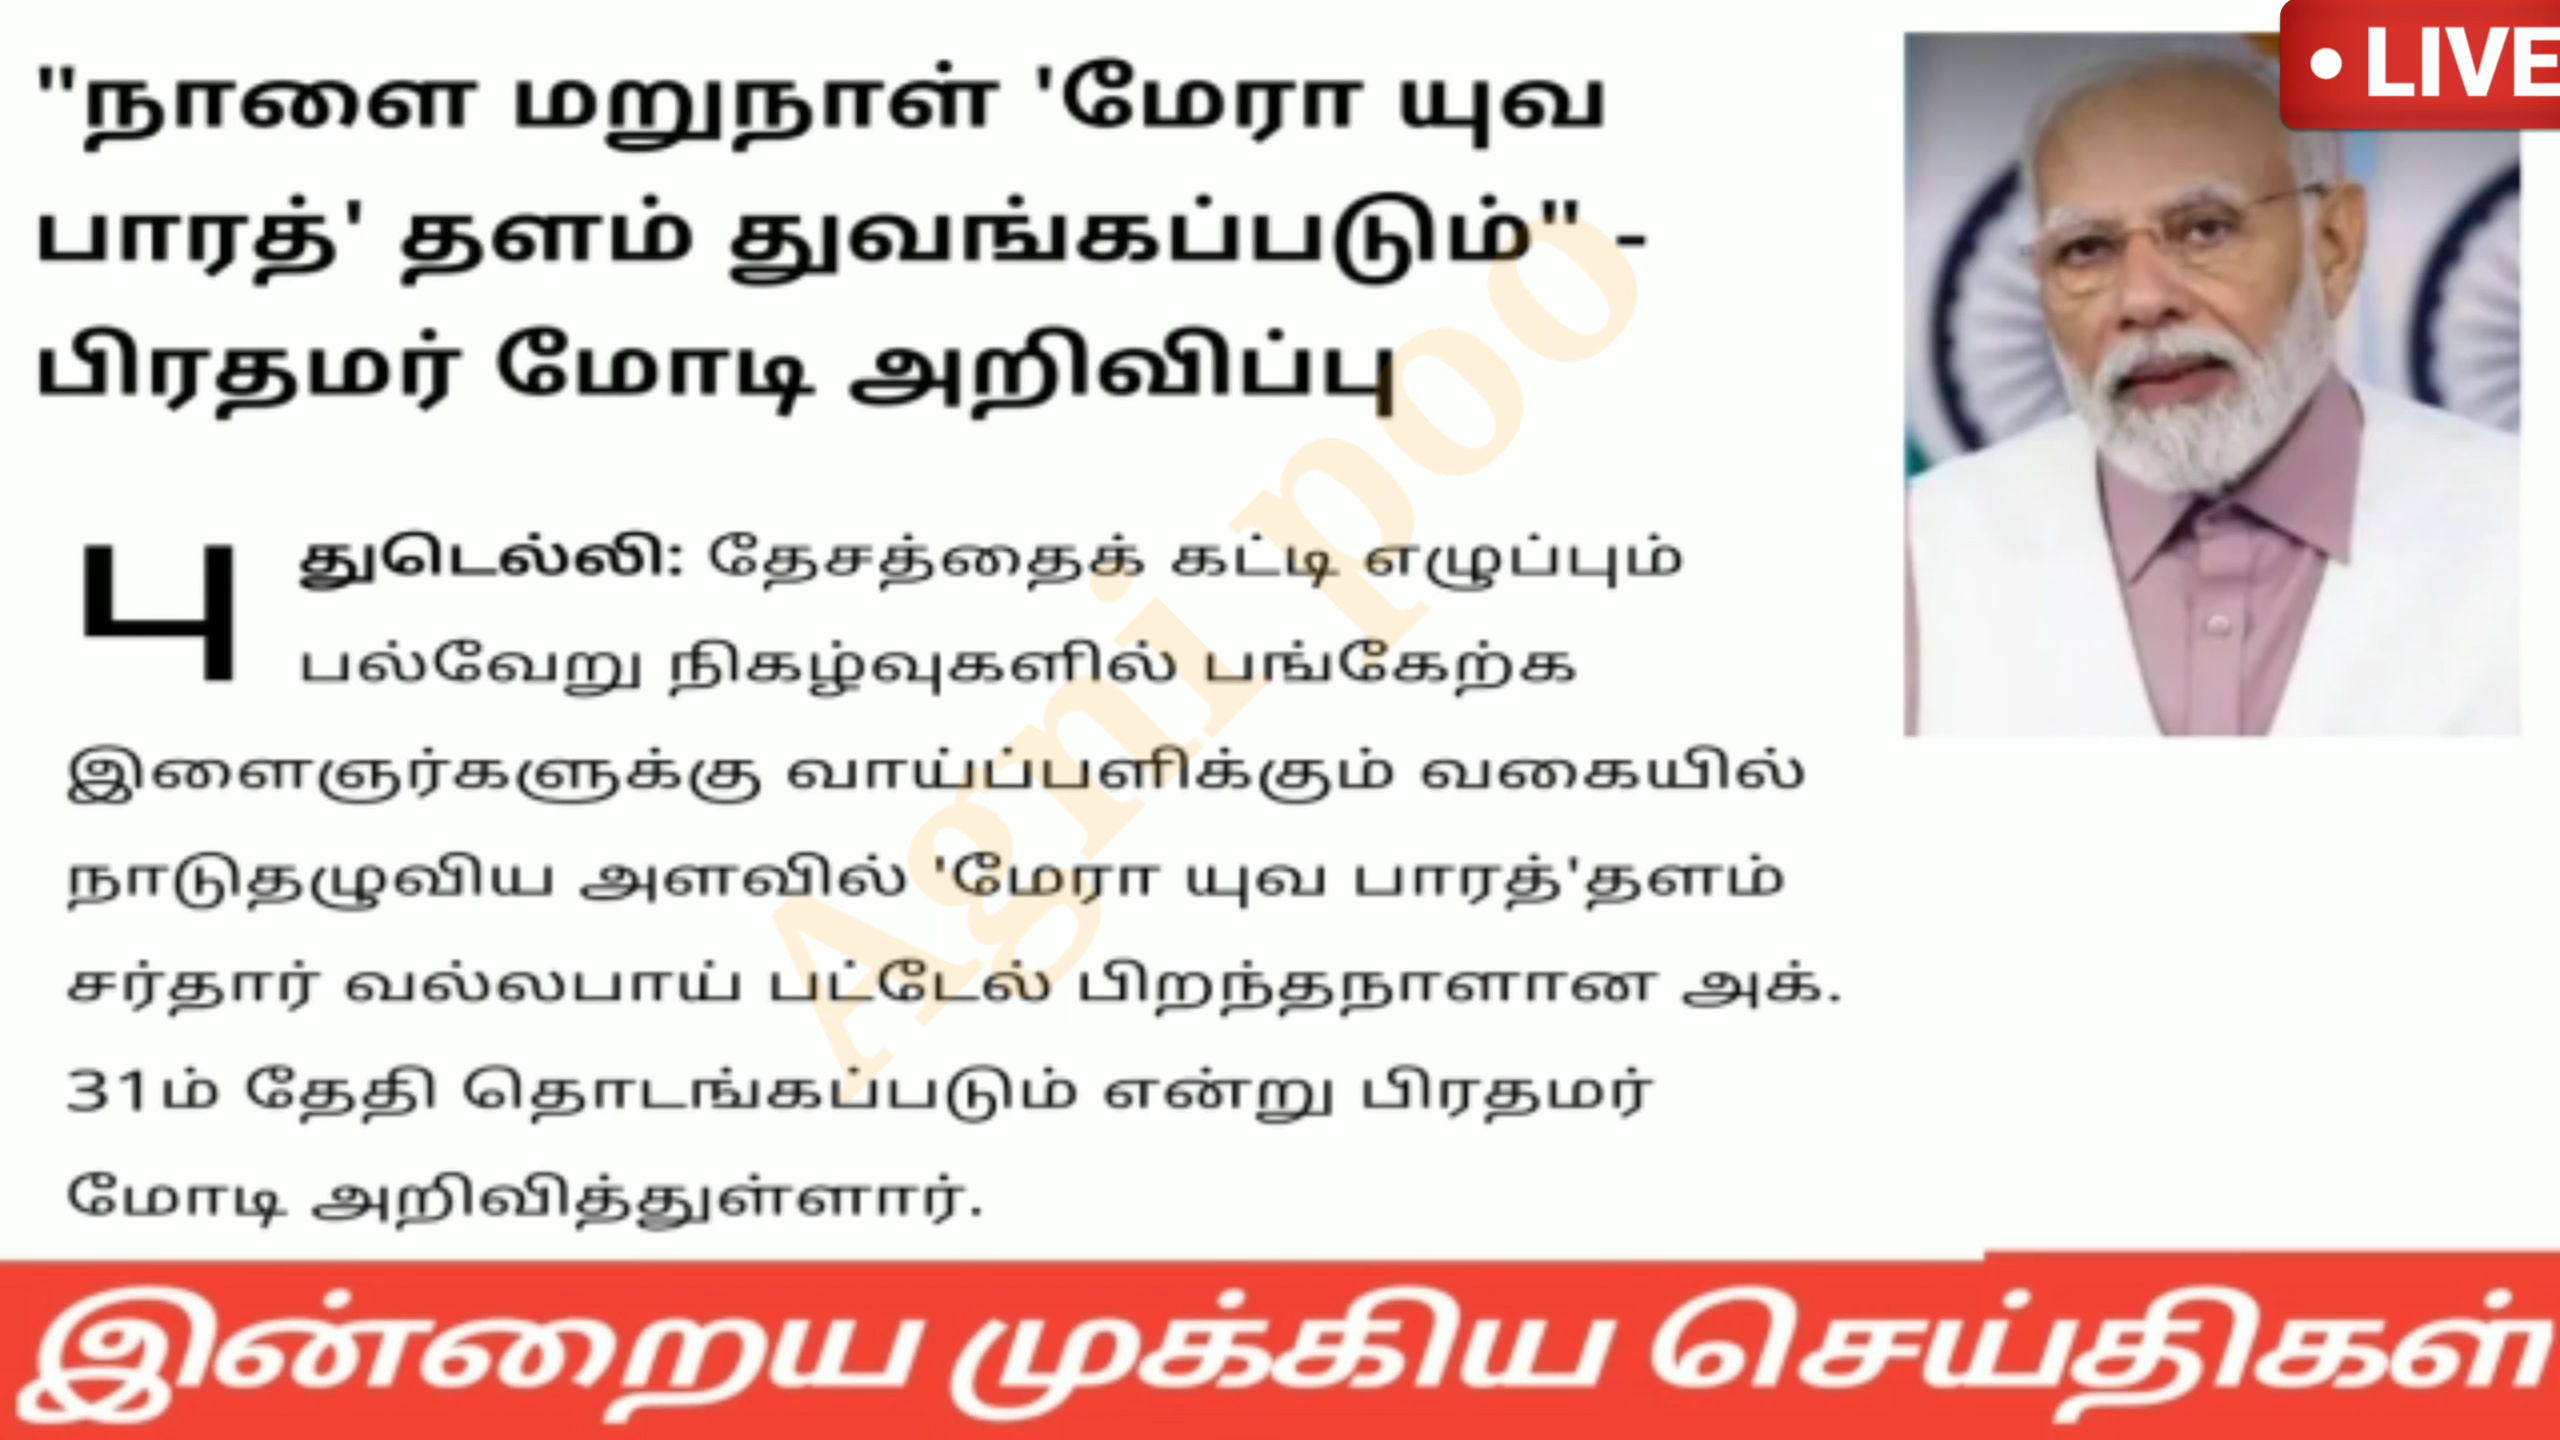 • LIVE
"நாளை மறுநாள் 'மேரா யுவ
பாரத்' தளம் துவங்கப்படும்" -
பிரதமர் மோடி அறிவிப்பு
புதுடெல்லி: தேசத்தைக் கட்டி எழுப்பும்
பல்வேறு நிகழ்வுகளில் பங்கேற்க
இளைஞர்களுக்கு வாய்ப்பளிக்கும் வகையில்
நாடுதழுவிய அளவில் 'மேரா யுவ பாரத்'தளம்
சர்தார் வல்லபாய் பட்டேல் பிறந்தநாளான அக்.
31ம் தேதி தொடங்கப்படும் என்று பிரதமர்
மோடி அறிவித்துள்ளார்.
Agni poo
இன்றைய முக்கிய செய்திகள்